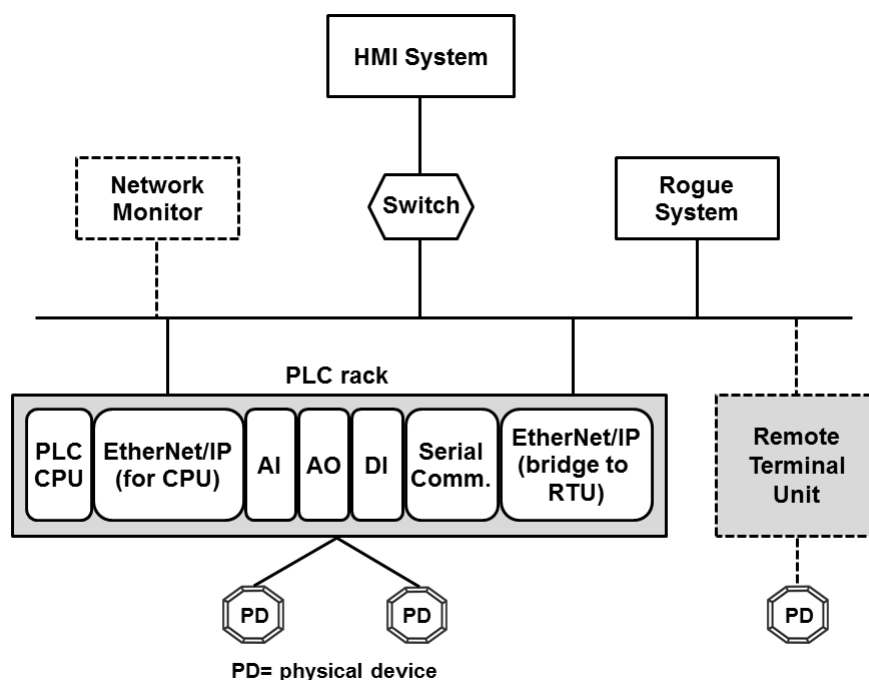 HMI System
Network
Monitor
Switch
Rogue
System
PLC rack
PLC
CPU
EtherNet/IP
(for CPU)
AI
AO
DI
Serial
Comm.
EtherNet/IP
(bridge to
RTU)
Remote
Terminal
Unit
PD
PD
PD
PD= physical device